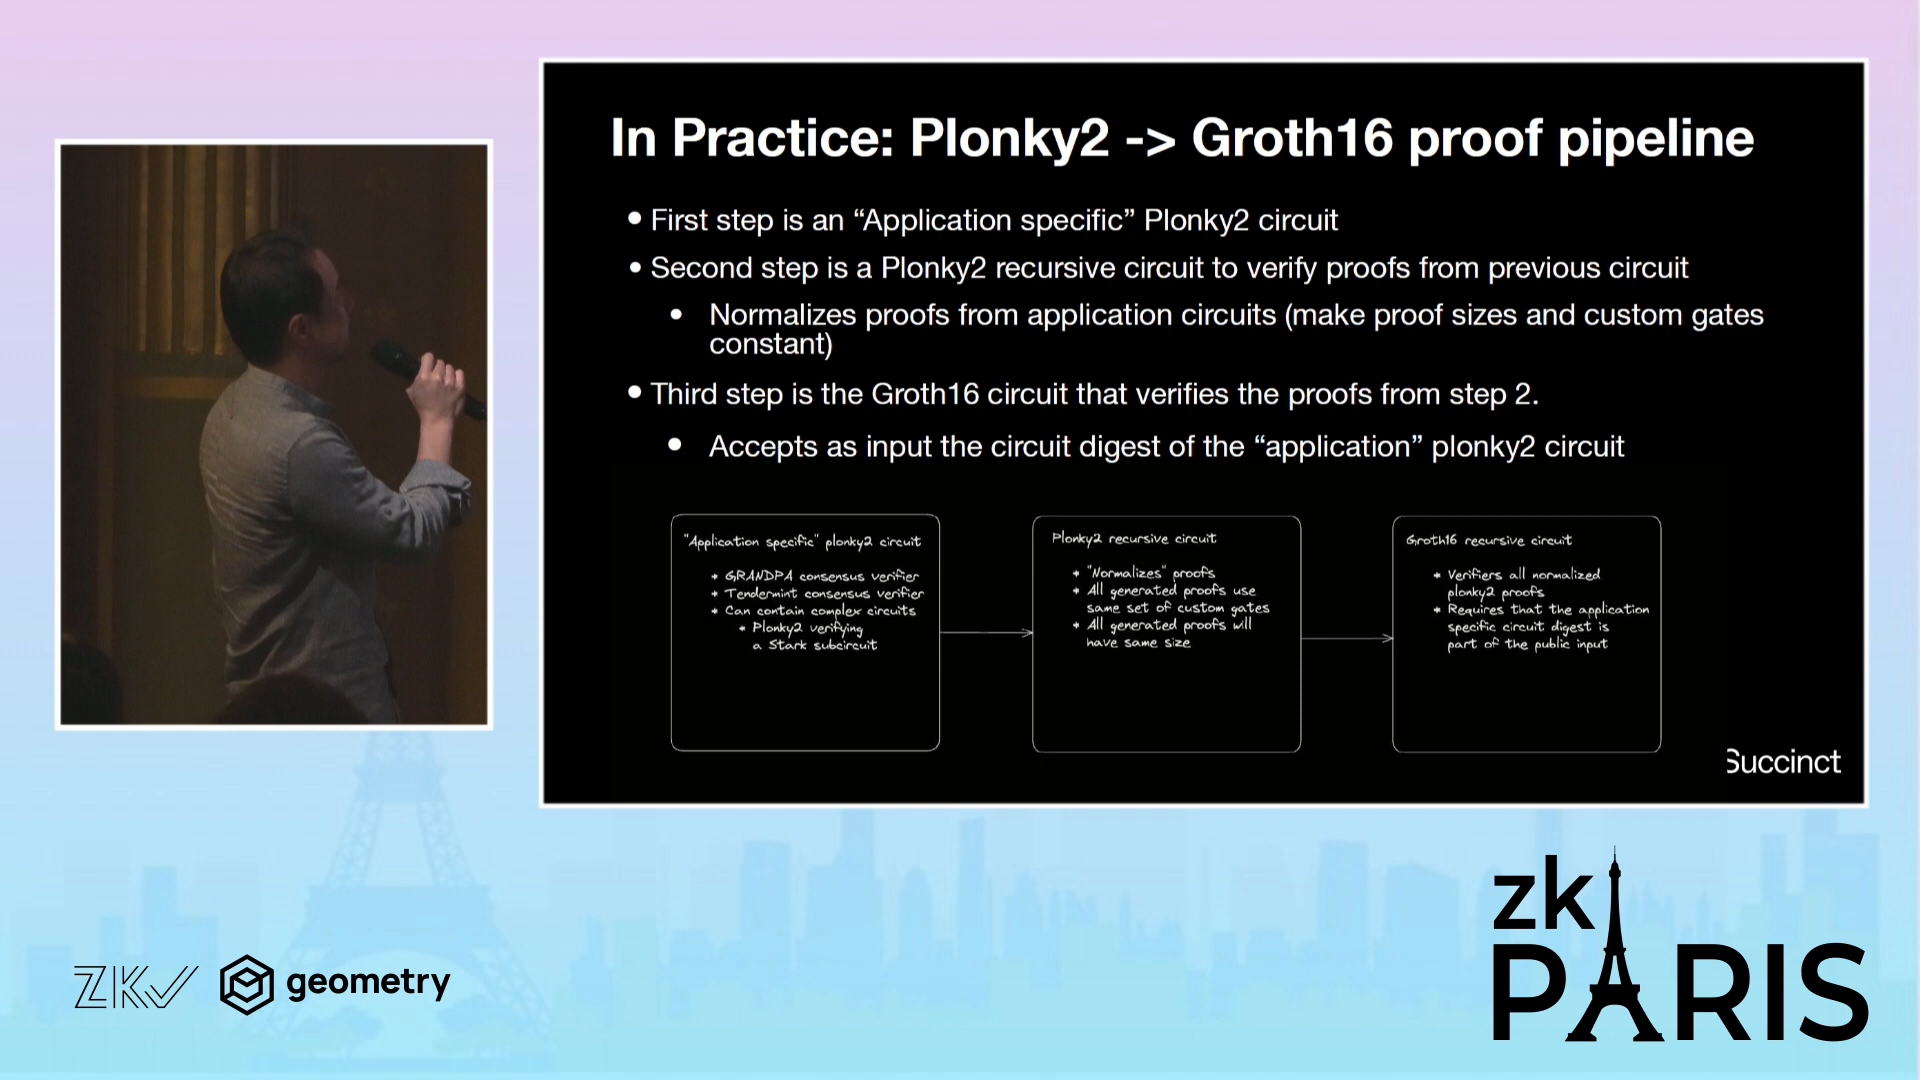 In Practice: Plonky2 -> Groth16 proof pipeline
• First step is an “Application specific” Plonky2 circuit
• Second step is a Plonky2 recursive circuit to verify proofs from previous circuit
• Normalizes proofs from application circuits (make proof sizes and custom gates
constant)
• Third step is the Groth16 circuit that verifies the proofs from step 2.
• Accepts as input the circuit digest of the “application” plonky2 circuit
"Application specific" plonky2 circuit
* GRANDPA consensus verifier
* Tendermint consensus verifier
* Can contain complex circuits
* Plonky2 verifying
a Stark subcircuit
Plonky2 recursive circuit
* "Normalizes" proofs
* All generated proofs use
same set of custom gates
* All generated proofs will
have same size
Groth16 recursive circuit
* Verifiers all normalized
plonky2 proofs
* Requires that the application
specific circuit digest is
part of the public input
Succinct
ZKV
geometry
zk
PARIS